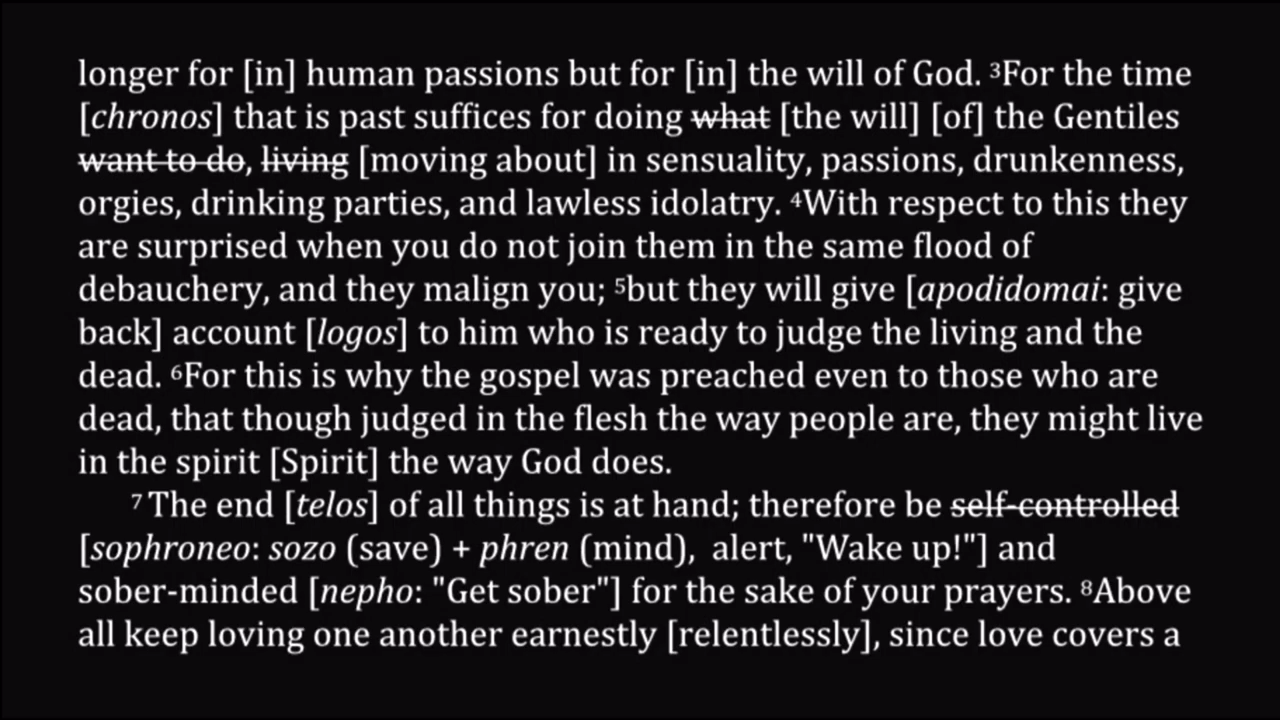 longer for [in] human passions but for [in] the will of God. ³For the time
[chronos] that is past suffices for doing what [the will] [of] the Gentiles
want to do, living [moving about] in sensuality, passions, drunkenness,
orgies, drinking parties, and lawless idolatry. ⁴With respect to this they
are surprised when you do not join them in the same flood of
debauchery, and they malign you; ⁵but they will give [apodidomai: give
back] account [logos] to him who is ready to judge the living and the
dead. ⁶For this is why the gospel was preached even to those who are
dead, that though judged in the flesh the way people are, they might live
in the spirit [Spirit] the way God does.
⁷ The end [telos] of all things is at hand; therefore be self-controlled
[sophroneo: sozo (save) + phren (mind), alert, "Wake up!"] and
sober-minded [nepho: "Get sober"] for the sake of your prayers. ⁸Above
all keep loving one another earnestly [relentlessly], since love covers a